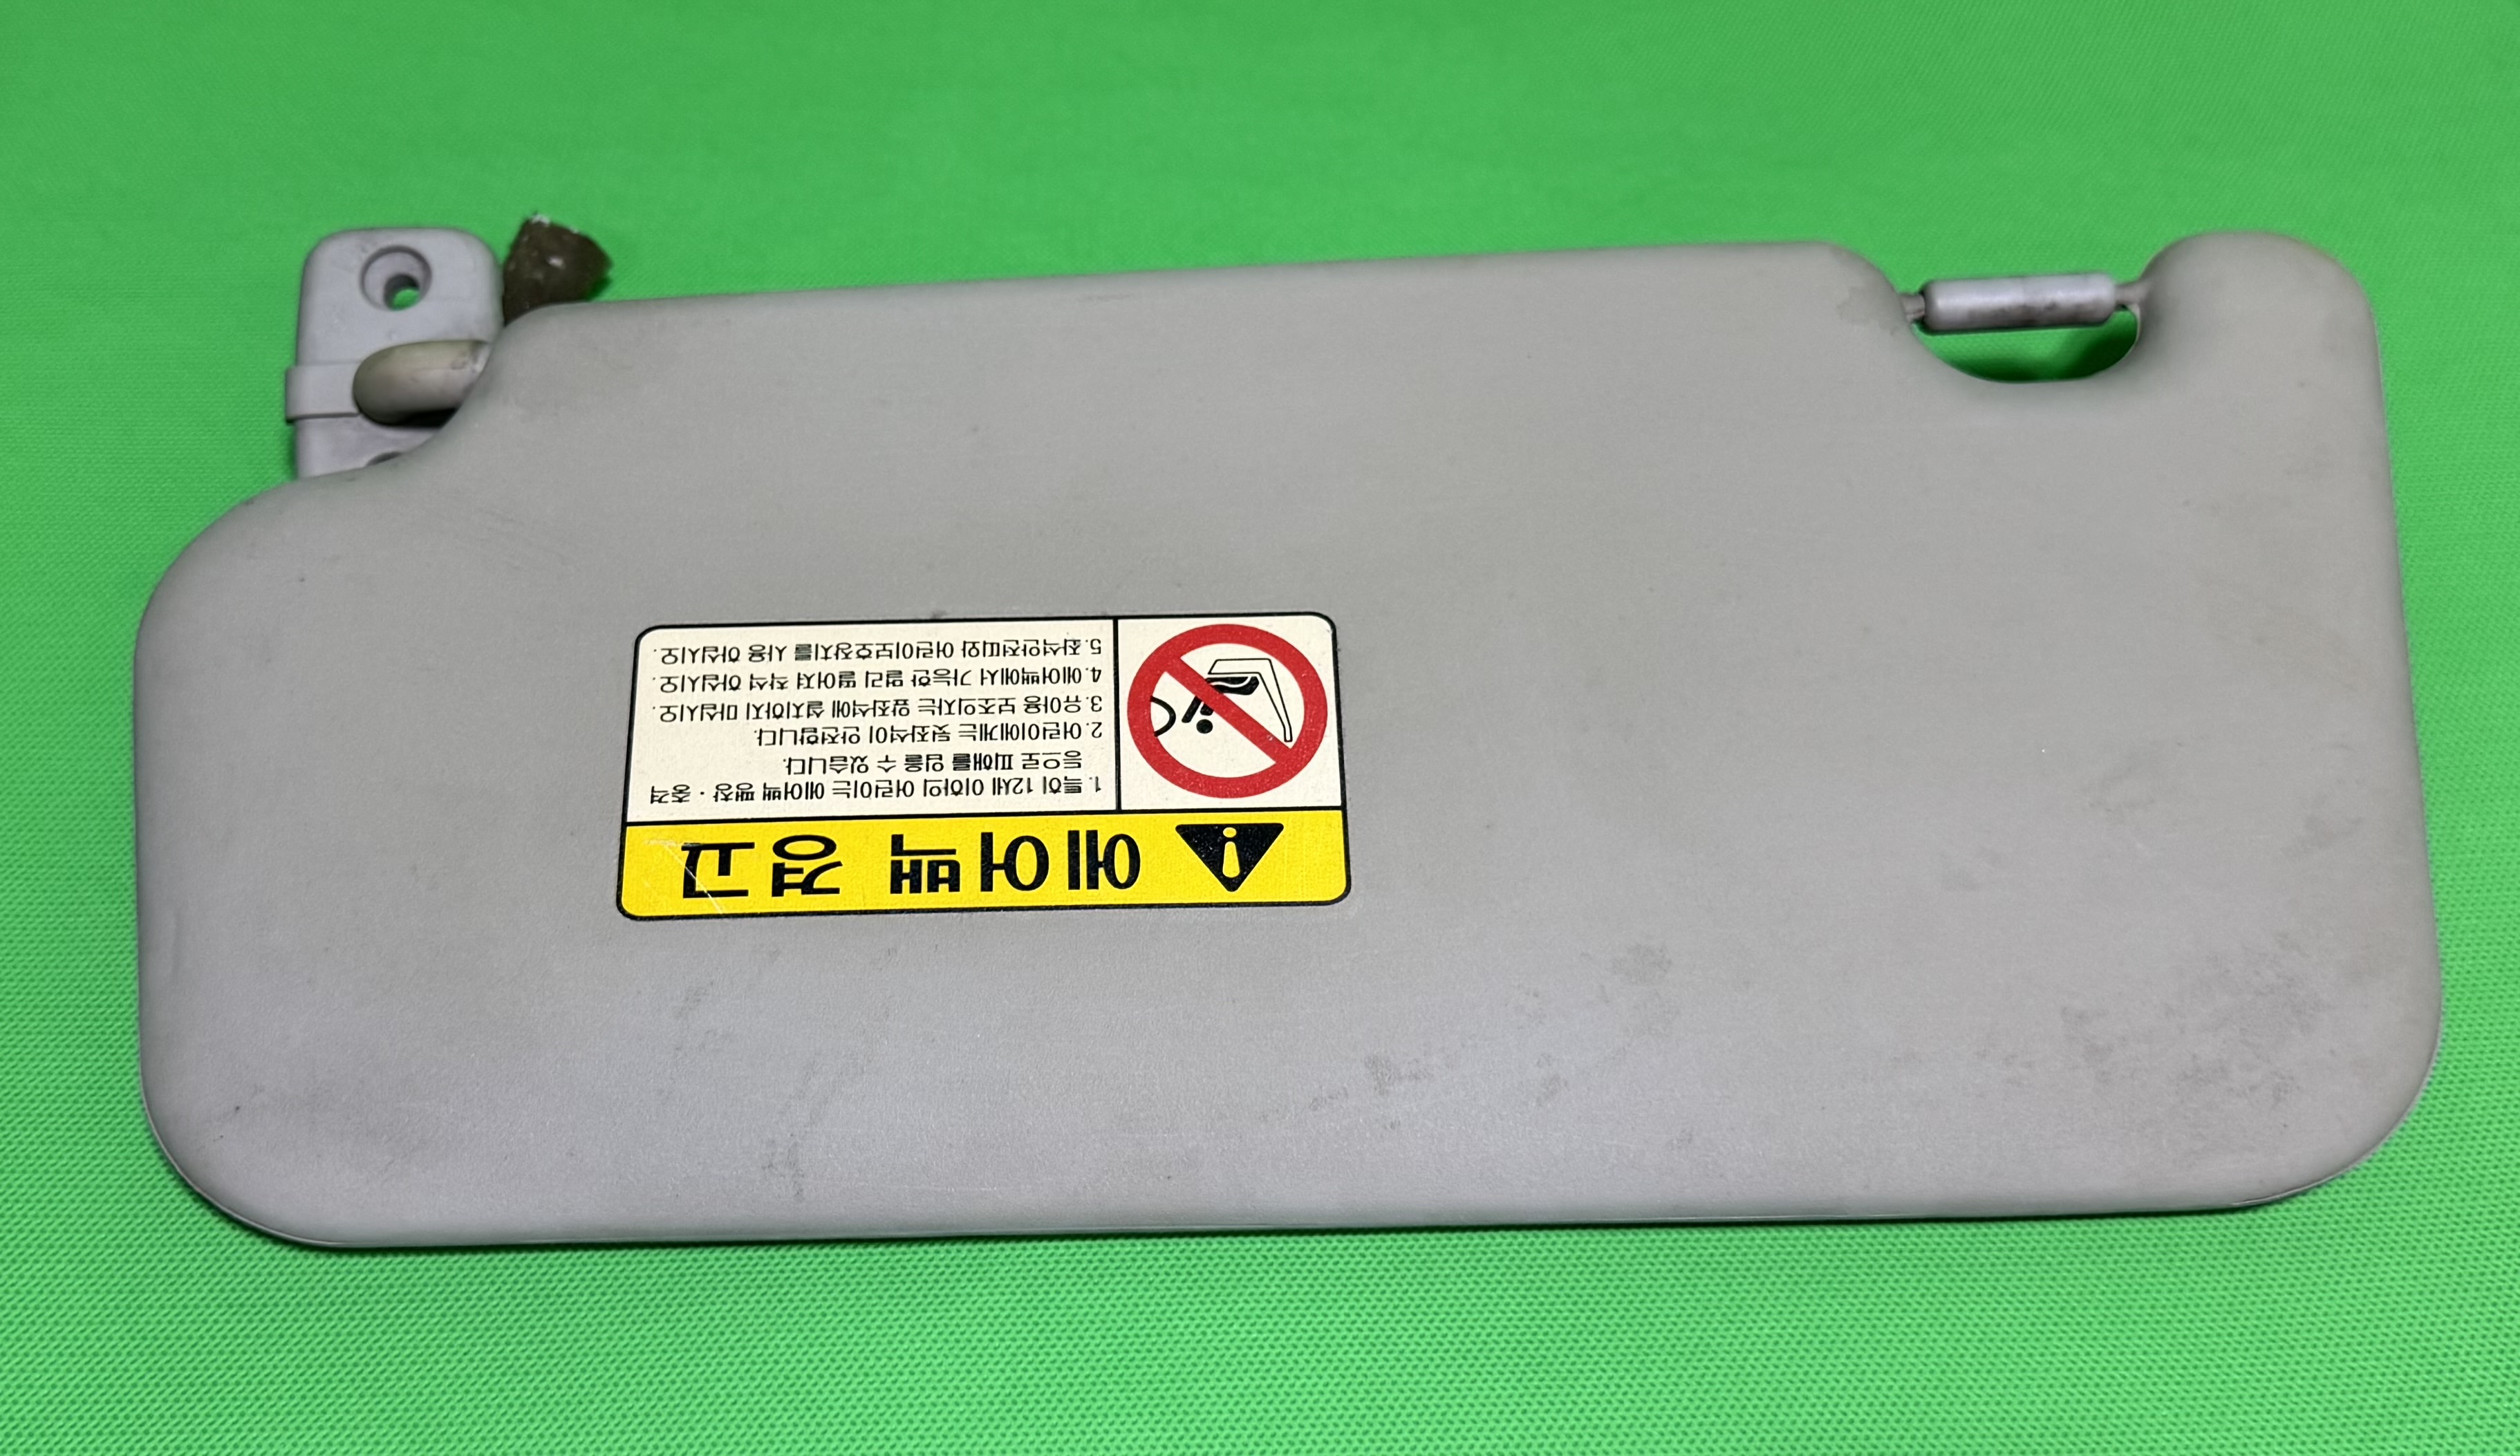 에어백 경고
1. 특히 12세 이하의 어린이는 에어백 팽창 · 충격
등으로 피해를 입을 수 있습니다.
2. 어린이에게는 뒷좌석이 안전합니다.
3. 유아용 보조의자는 앞좌석에 설치하지 마십시오.
4. 에어백에서 가능한 멀리 떨어져 착석 하십시오.
5. 좌석안전띠와 어린이보호장치를 사용 하십시오.